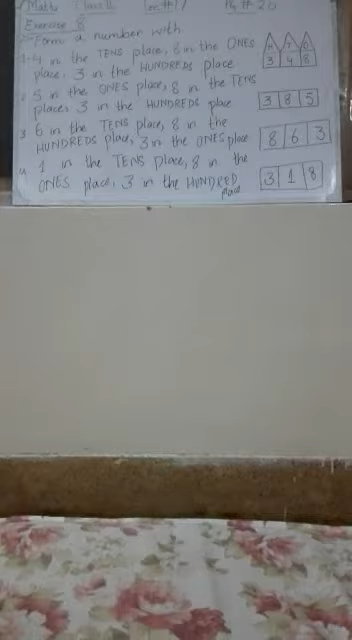 Maths Class II Lec#17 Pg # 20
Exercise 8
Form a number with
1- 4 in the TENS place, 8 in the ONES
place, 3 in the HUNDREDS place
H T O
3 4 8
2 5 in the ONES place, 8 in the TENS
place, 3 in the HUNDREDS place
3 8 5
3 6 in the TENS place, 8 in the
HUNDREDS place, 3 in the ONES place
8 6 3
4 1 in the TENS place, 8 in the
ONES place, 3 in the HUNDRED
place
3 1 8